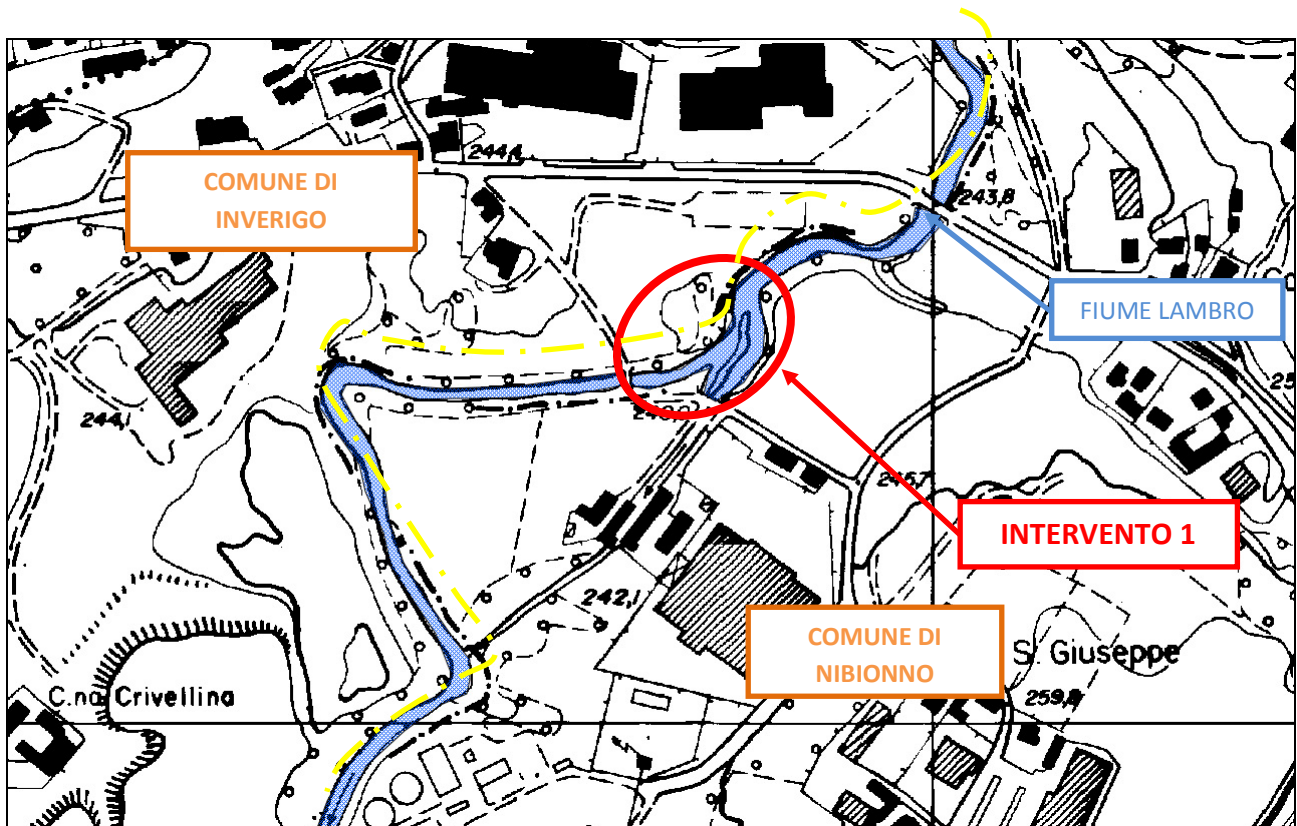 244,4
COMUNE DI
INVERIGO
243,8
FIUME LAMBRO
244,1
INTERVENTO 1
242,1
COMUNE DI
NIBIONNO
S. Giuseppe
C.na Crivellina
259,8